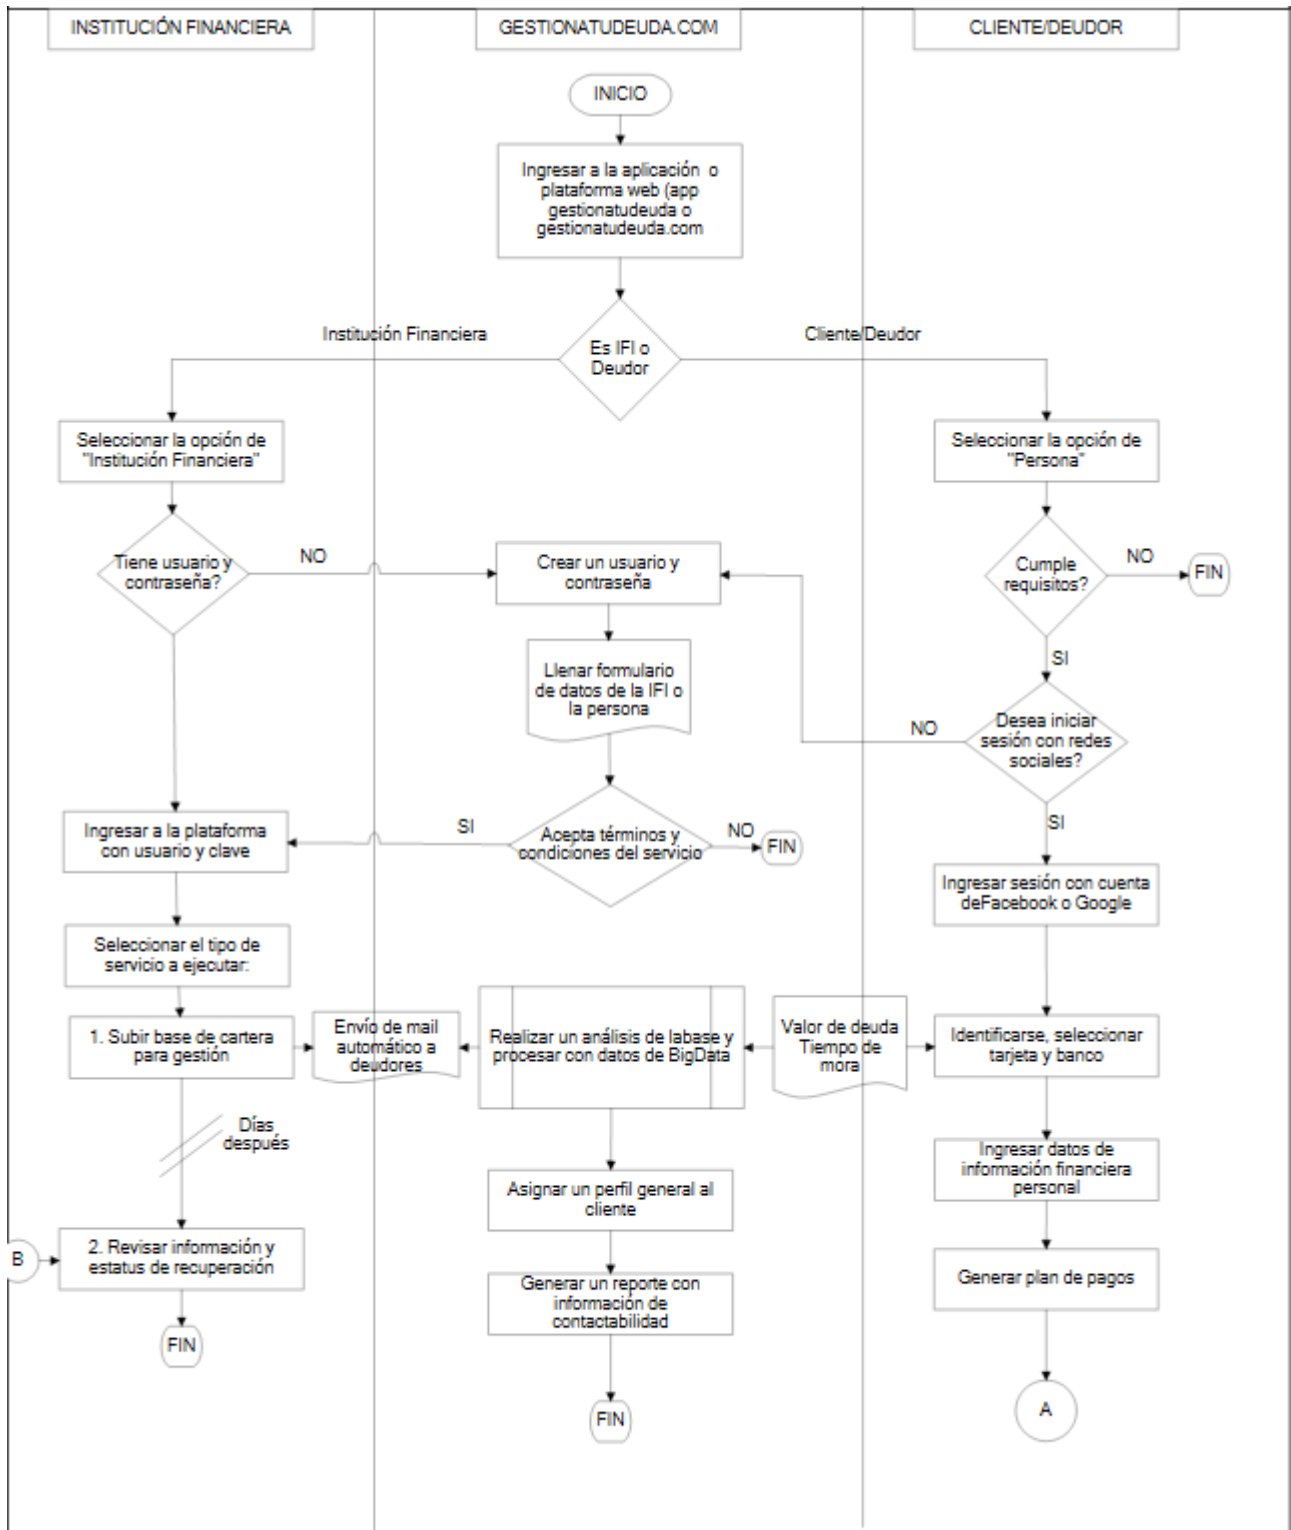 INSTITUCIÓN FINANCIERA
GESTIONATUDEUDA.COM
CLIENTE/DEUDOR
INICIO
Ingresar a la aplicación o
plataforma web (app
gestionatudeuda o
gestionatudeuda.com
Institución Financiera
Cliente/Deudor
Es IFI o
Deudor
Seleccionar la opción de
"Institución Financiera"
Seleccionar la opción de
"Persona"
Tiene usuario y
contraseña?
NO
Crear un usuario y
contraseña
Cumple
requisitos?
NO
FIN
SI
Llenar formulario
de datos de la IFI o
la persona
NO
Desea iniciar
sesión con redes
sociales?
Ingresar a la plataforma
con usuario y clave
SI
Acepta términos y
condiciones del servicio
NO
FIN
SI
Ingresar sesión con cuenta
deFacebook o Google
Seleccionar el tipo de
servicio a ejecutar:
1. Subir base de cartera
para gestión
Envío de mail
automático a
deudores
Realizar un análisis de labase y
procesar con datos de BigData
Valor de deuda
Tiempo de
mora
Identificarse, seleccionar
tarjeta y banco
Días
después
Ingresar datos de
información financiera
personal
Asignar un perfil general al
cliente
B
2. Revisar información y
estatus de recuperación
Generar un reporte con
información de
contactabilidad
Generar plan de pagos
FIN
FIN
A